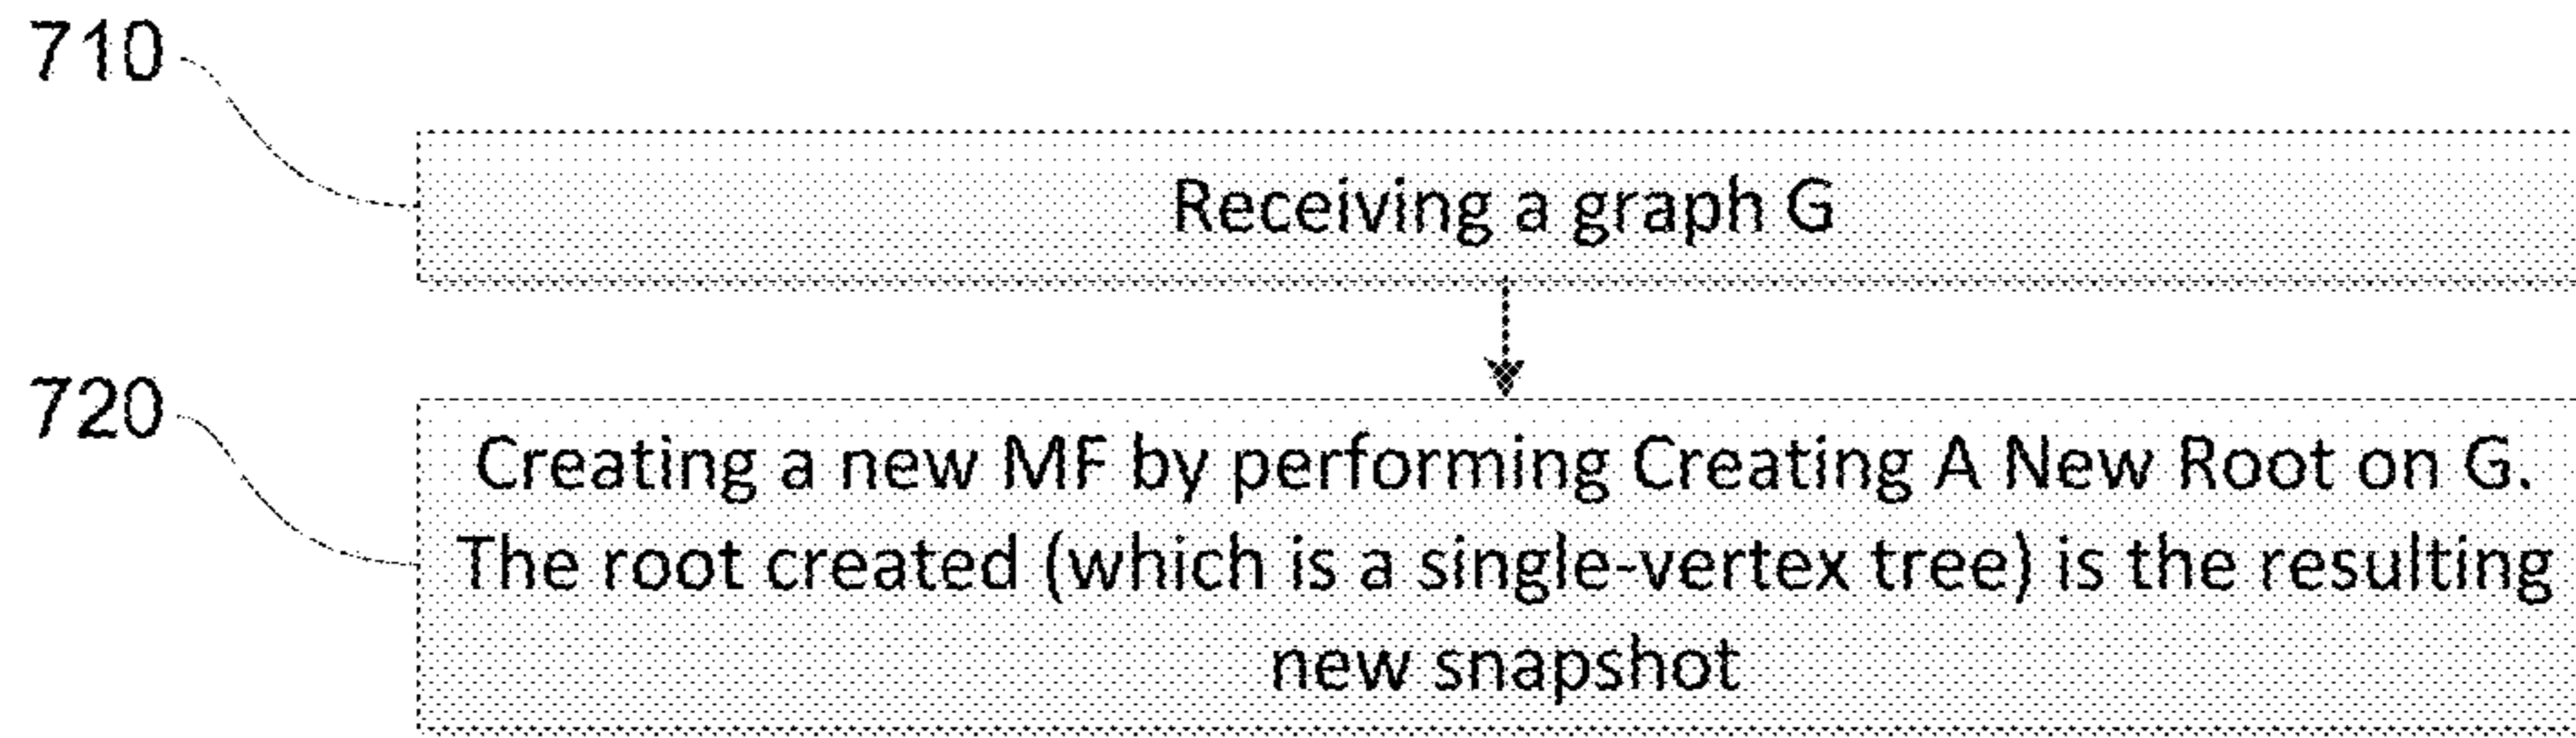 710
Receiving a graph G
720
Creating a new MF by performing Creating A New Root on G.
The root created (which is a single-vertex tree) is the resulting
new snapshot